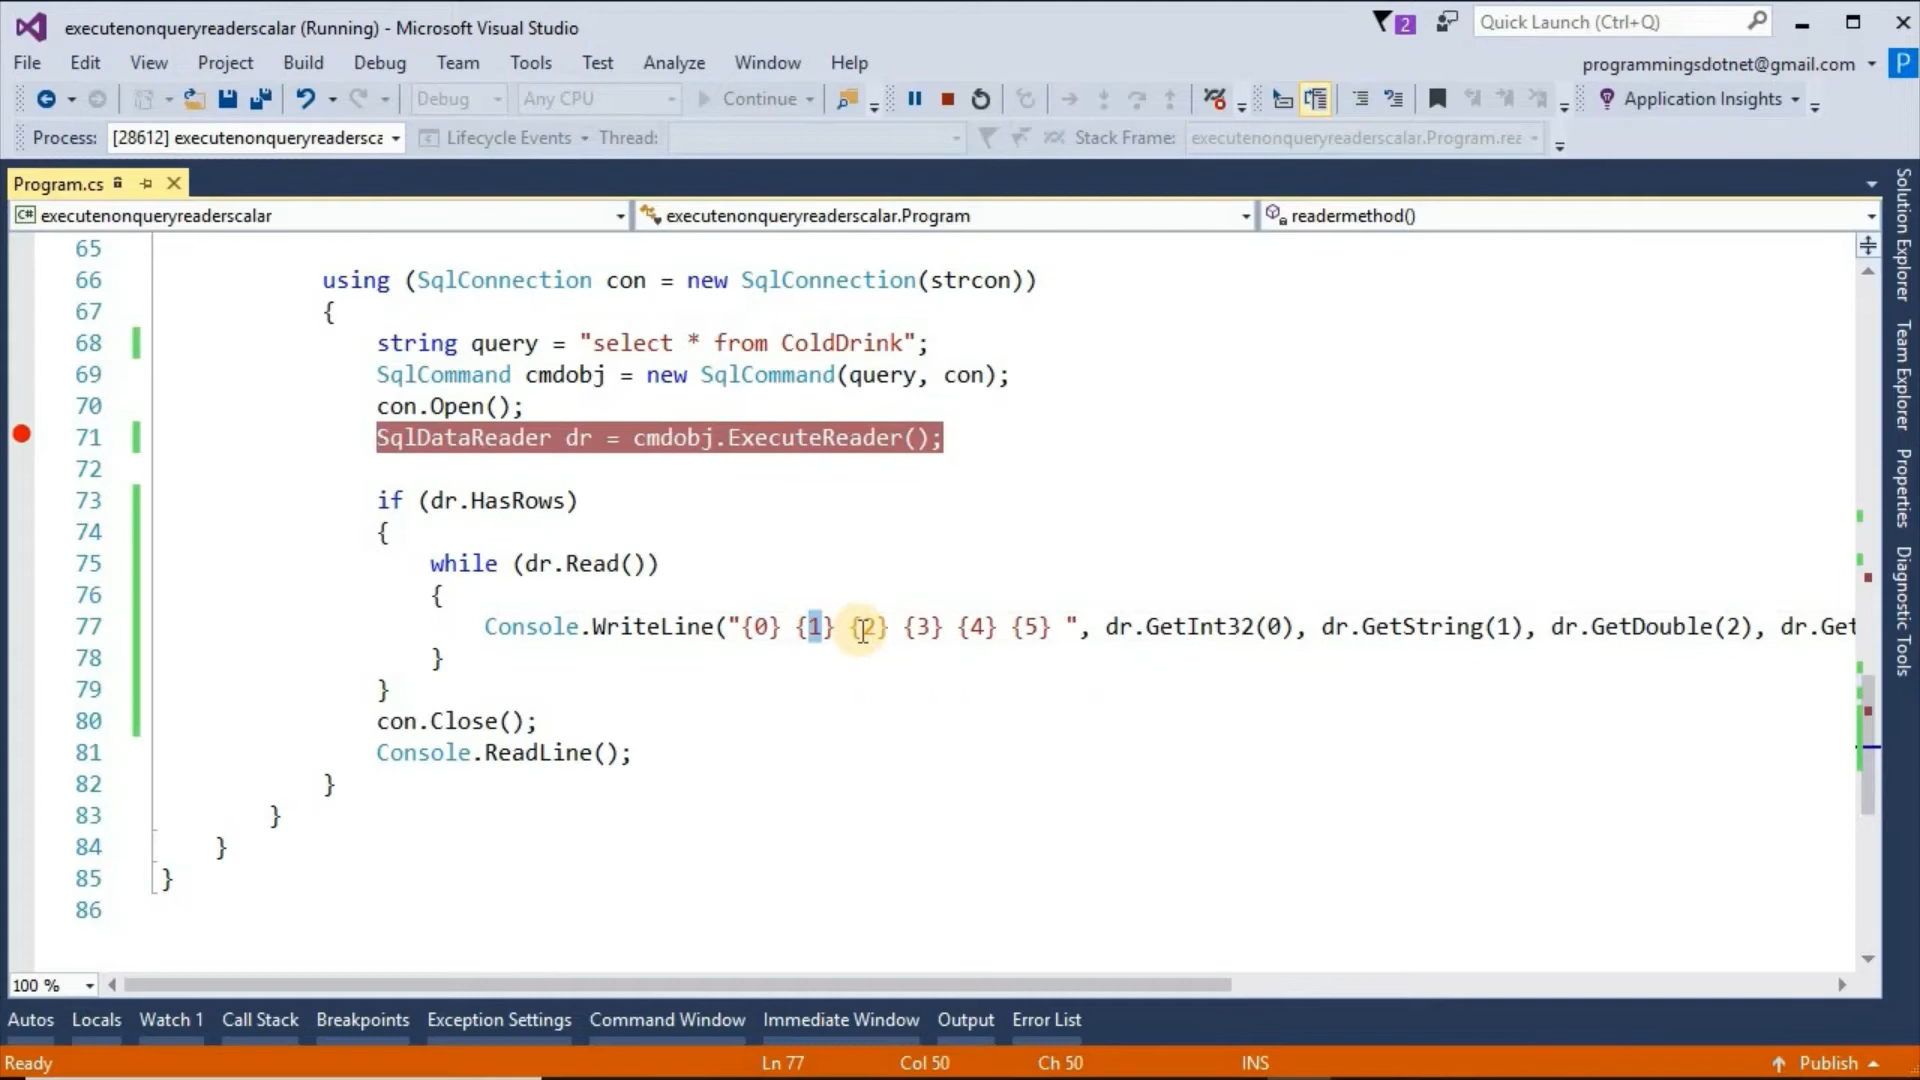 executenonqueryreaderscalar (Running) - Microsoft Visual Studio
2
Quick Launch (Ctrl+Q)
File Edit View Project Build Debug Team Tools Test Analyze Window Help
programmingsdotnet@gmail.com
P
Debug Any CPU Continue Application Insights
Process: [28612] executenonqueryreadersca Lifecycle Events Thread: Stack Frame: executenonqueryreaderscalar.Program.rea
Program.cs
C# executenonqueryreaderscalar executenonqueryreaderscalar.Program readermethod()
65
66 using (SqlConnection con = new SqlConnection(strcon))
67 {
68 string query = "select * from ColdDrink";
69 SqlCommand cmdobj = new SqlCommand(query, con);
70 con.Open();
71 SqlDataReader dr = cmdobj.ExecuteReader();
72
73 if (dr.HasRows)
74 {
75 while (dr.Read())
76 {
77 Console.WriteLine("{0} {1} {2} {3} {4} {5} ", dr.GetInt32(0), dr.GetString(1), dr.GetDouble(2), dr.Get
78 }
79 }
80 con.Close();
81 Console.ReadLine();
82 }
83 }
84 }
85 }
86
Solution Explorer
Team Explorer
Properties
Diagnostic Tools
100 %
Autos Locals Watch 1 Call Stack Breakpoints Exception Settings Command Window Immediate Window Output Error List
Ready Ln 77 Col 50 Ch 50 INS Publish